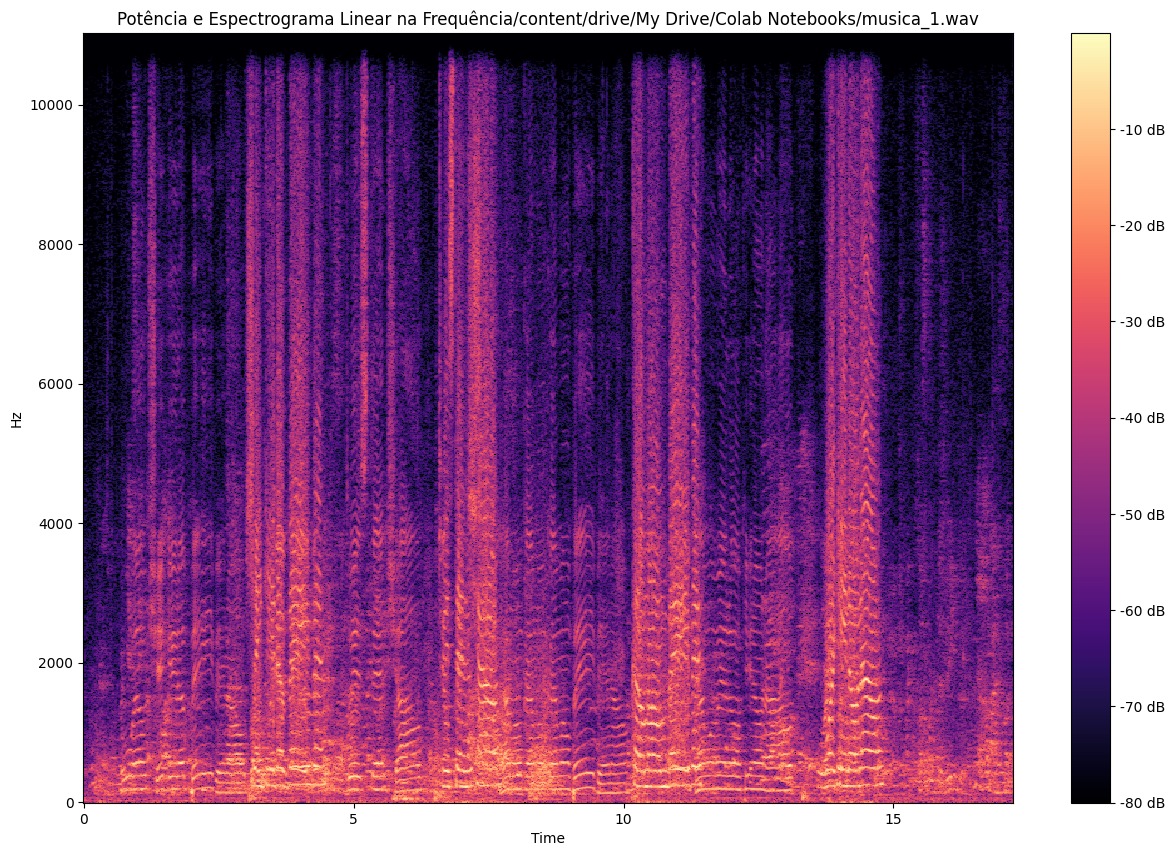 Potência e Espectrograma Linear na Frequência/content/drive/My Drive/Colab Notebooks/musica_1.wav
10000
8000
6000
4000
2000
0
Hz
0
5
10
15
Time
-10 dB
-20 dB
-30 dB
-40 dB
-50 dB
-60 dB
-70 dB
-80 dB